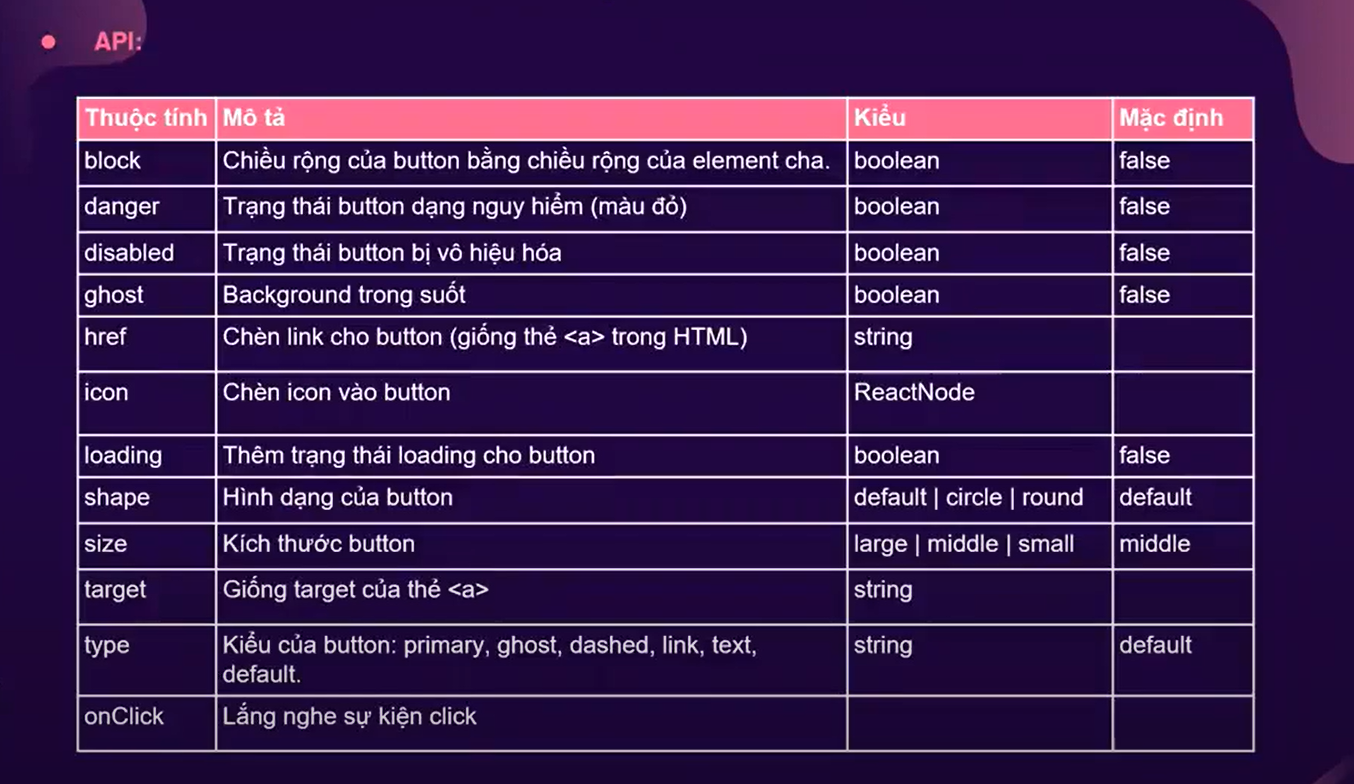 API:
Thuộc tính Mô tả Kiểu Mặc định
block Chiều rộng của button bằng chiều rộng của element cha. boolean false
danger Trạng thái button dạng nguy hiểm (màu đỏ) boolean false
disabled Trạng thái button bị vô hiệu hóa boolean false
ghost Background trong suốt boolean false
href Chèn link cho button (giống thẻ <a> trong HTML) string
icon Chèn icon vào button ReactNode
loading Thêm trạng thái loading cho button boolean false
shape Hình dạng của button default | circle | round default
size Kích thước button large | middle | small middle
target Giống target của thẻ <a> string
type Kiểu của button: primary, ghost, dashed, link, text, string default
default.
onClick Lắng nghe sự kiện click